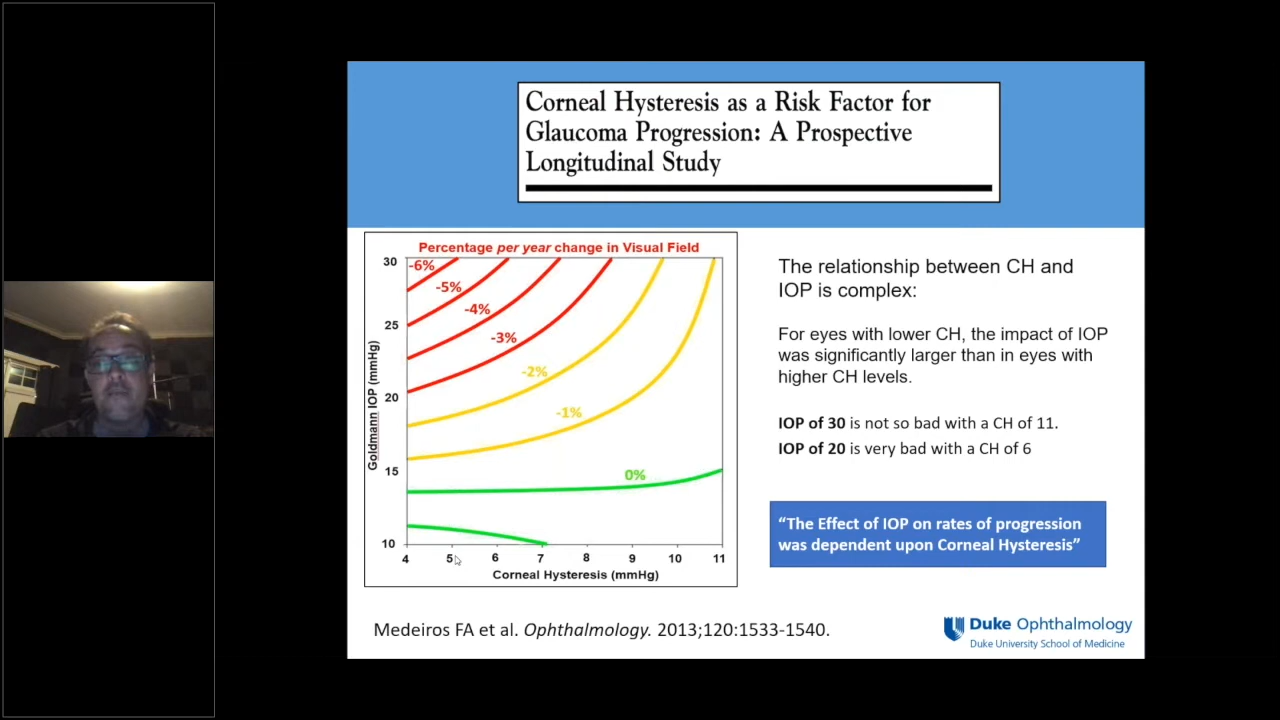 Corneal Hysteresis as a Risk Factor for
Glaucoma Progression: A Prospective
Longitudinal Study
Percentage per year change in Visual Field
30
25
20
15
10
Goldmann IOP (mmHg)
-6%
-5%
-4%
-3%
-2%
-1%
0%
4 5 6 7 8 9 10 11
Corneal Hysteresis (mmHg)
The relationship between CH and
IOP is complex:
For eyes with lower CH, the impact of IOP
was significantly larger than in eyes with
higher CH levels.
IOP of 30 is not so bad with a CH of 11.
IOP of 20 is very bad with a CH of 6
“The Effect of IOP on rates of progression
was dependent upon Corneal Hysteresis”
Medeiros FA et al. Ophthalmology. 2013;120:1533-1540.
Duke Ophthalmology
Duke University School of Medicine